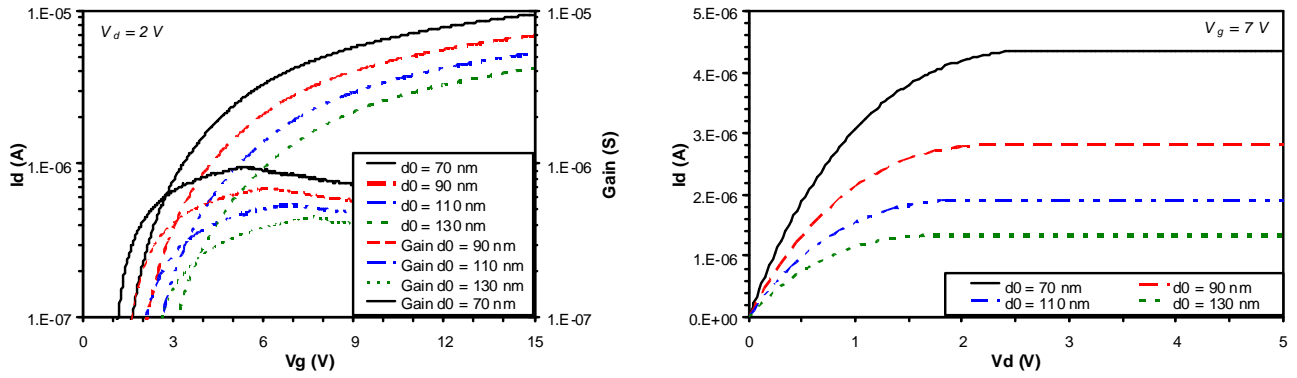 V_d = 2 V
1.E-05
1.E-06
1.E-07
Id (A)
0 3 6 9 12 15
Vg (V)
1.E-05
1.E-06
1.E-07
Gain (S)
d0 = 70 nm
d0 = 90 nm
d0 = 110 nm
d0 = 130 nm
Gain d0 = 90 nm
Gain d0 = 110 nm
Gain d0 = 130 nm
Gain d0 = 70 nm
V_g = 7 V
5.E-06
4.E-06
3.E-06
2.E-06
1.E-06
0.E+00
Id (A)
0 1 2 3 4 5
Vd (V)
d0 = 70 nm d0 = 90 nm
d0 = 110 nm d0 = 130 nm